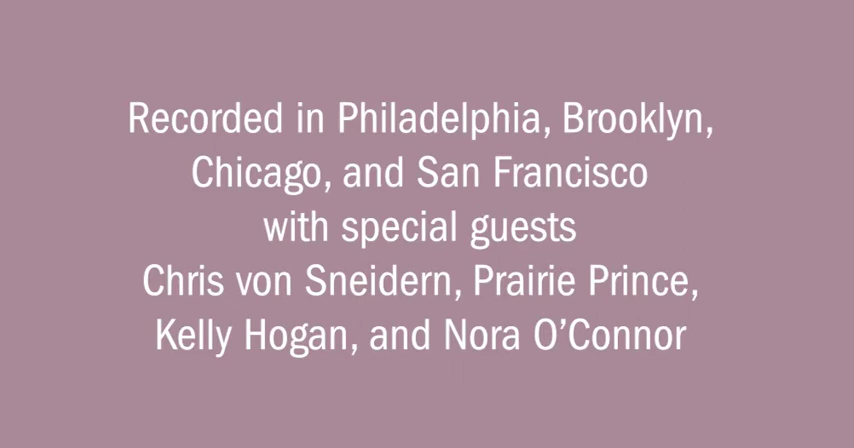 Recorded in Philadelphia, Brooklyn,
Chicago, and San Francisco
with special guests
Chris von Sneidern, Prairie Prince,
Kelly Hogan, and Nora O’Connor